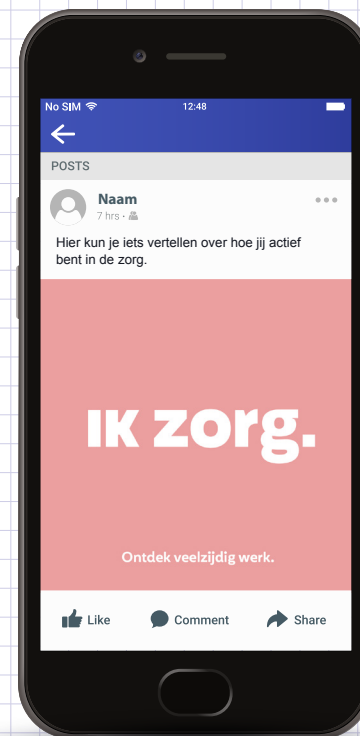 No SIM 12:48
POSTS
Naam
7 hrs ·
Hier kun je iets vertellen over hoe jij actief
bent in de zorg.
IK zorg.
Ontdek veelzijdig werk.
Like Comment Share